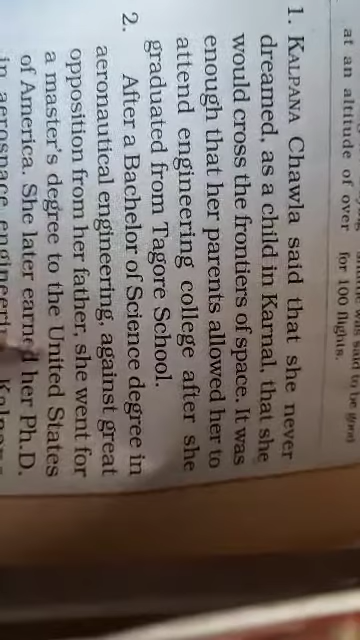 at an altitude of over for 100 flights.
1. KALPANA Chawla said that she never
dreamed, as a child in Karnal, that she
would cross the frontiers of space. It was
enough that her parents allowed her to
attend engineering college after she
graduated from Tagore School.
2. After a Bachelor of Science degree in
aeronautical engineering, against great
opposition from her father, she went for
a master's degree to the United States
of America. She later earned her Ph.D.
in aerospace